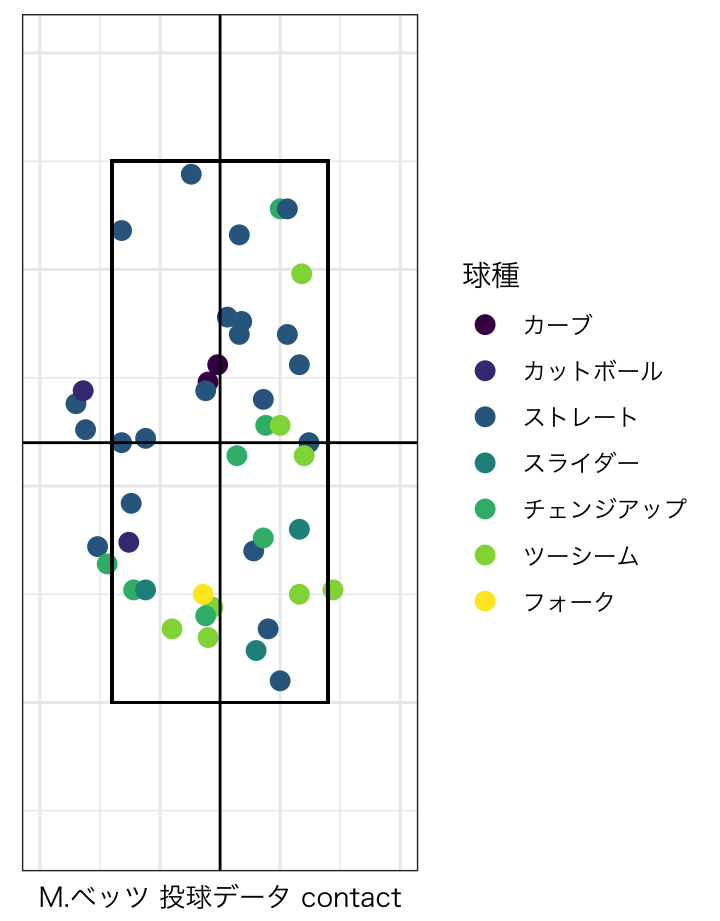 球種
カーブ
カットボール
ストレート
スライダー
チェンジアップ
ツーシーム
フォーク
M.ベッツ 投球データ contact